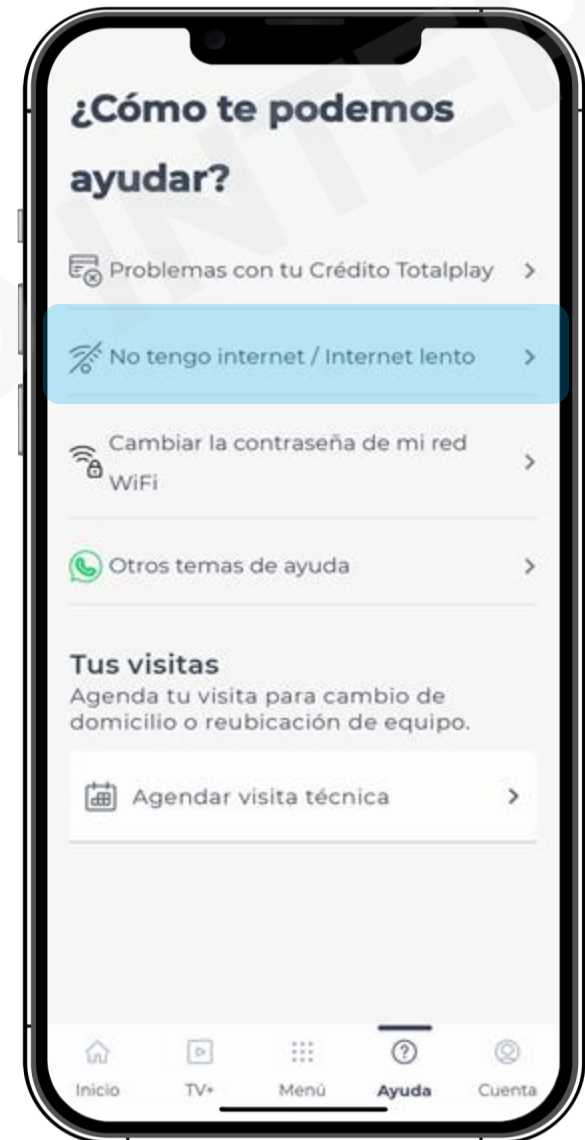 ¿Cómo te podemos
ayudar?
Problemas con tu Crédito Totalplay
No tengo internet / Internet lento
Cambiar la contraseña de mi red
WiFi
Otros temas de ayuda
Tus visitas
Agenda tu visita para cambio de
domicilio o reubicación de equipo.
Agendar visita técnica
Inicio TV+ Menú Ayuda Cuenta